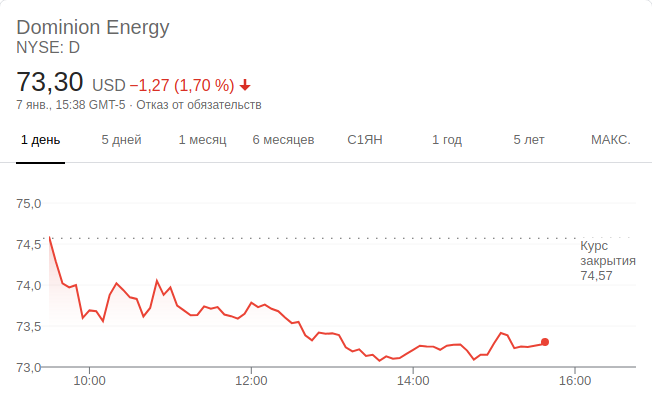 Dominion Energy
NYSE: D
73,30 USD −1,27 (1,70 %)
7 янв., 15:38 GMT-5 · Отказ от обязательств
1 день 5 дней 1 месяц 6 месяцев С1ЯН 1 год 5 лет МАКС.
75,0
74,5
Курс
закрытия
74,57
74,0
73,5
73,0
10:00 12:00 14:00 16:00